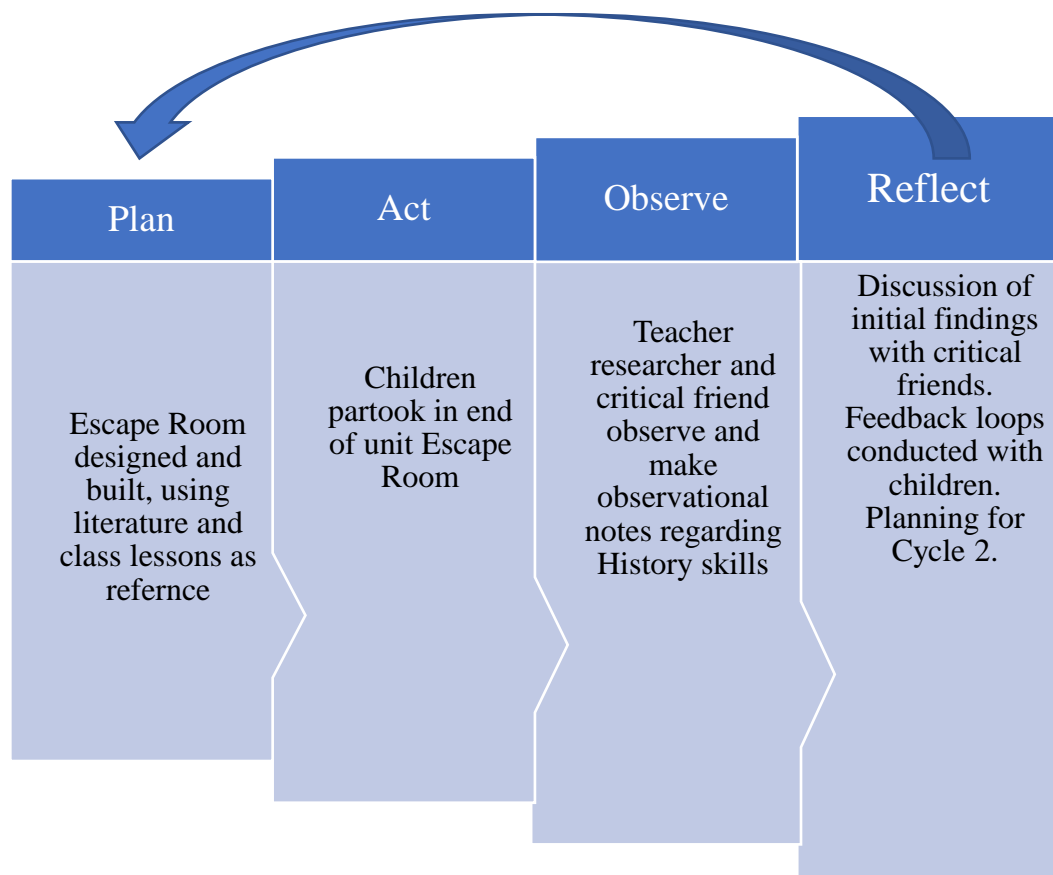 Plan
Escape Room
designed and
built, using
literature and
class lessons as
refernce
Act
Children
partook in end
of unit Escape
Room
Observe
Teacher
researcher and
critical friend
observe and
make
observational
notes regarding
History skills
Reflect
Discussion of
initial findings
with critical
friends.
Feedback loops
conducted with
children.
Planning for
Cycle 2.